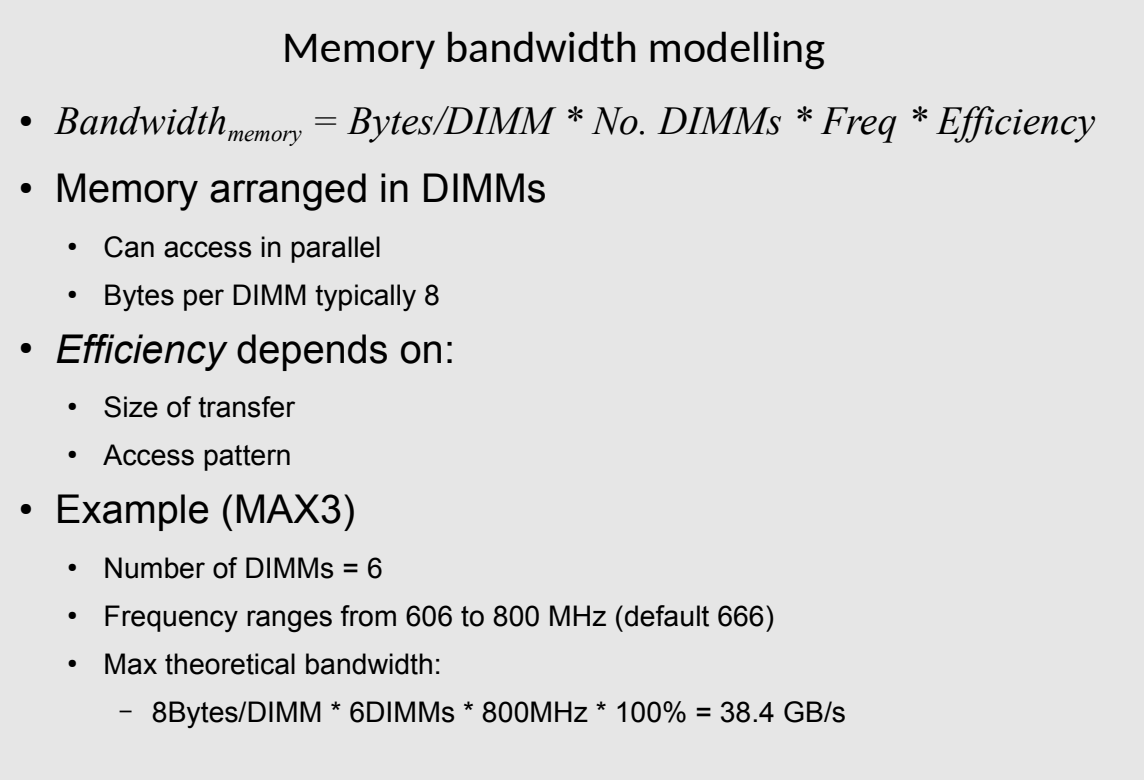 Memory bandwidth modelling
• Bandwidthmemory = Bytes/DIMM * No. DIMMs * Freq * Efficiency
• Memory arranged in DIMMs
• Can access in parallel
• Bytes per DIMM typically 8
• Efficiency depends on:
• Size of transfer
• Access pattern
• Example (MAX3)
• Number of DIMMs = 6
• Frequency ranges from 606 to 800 MHz (default 666)
• Max theoretical bandwidth:
– 8Bytes/DIMM * 6DIMMs * 800MHz * 100% = 38.4 GB/s